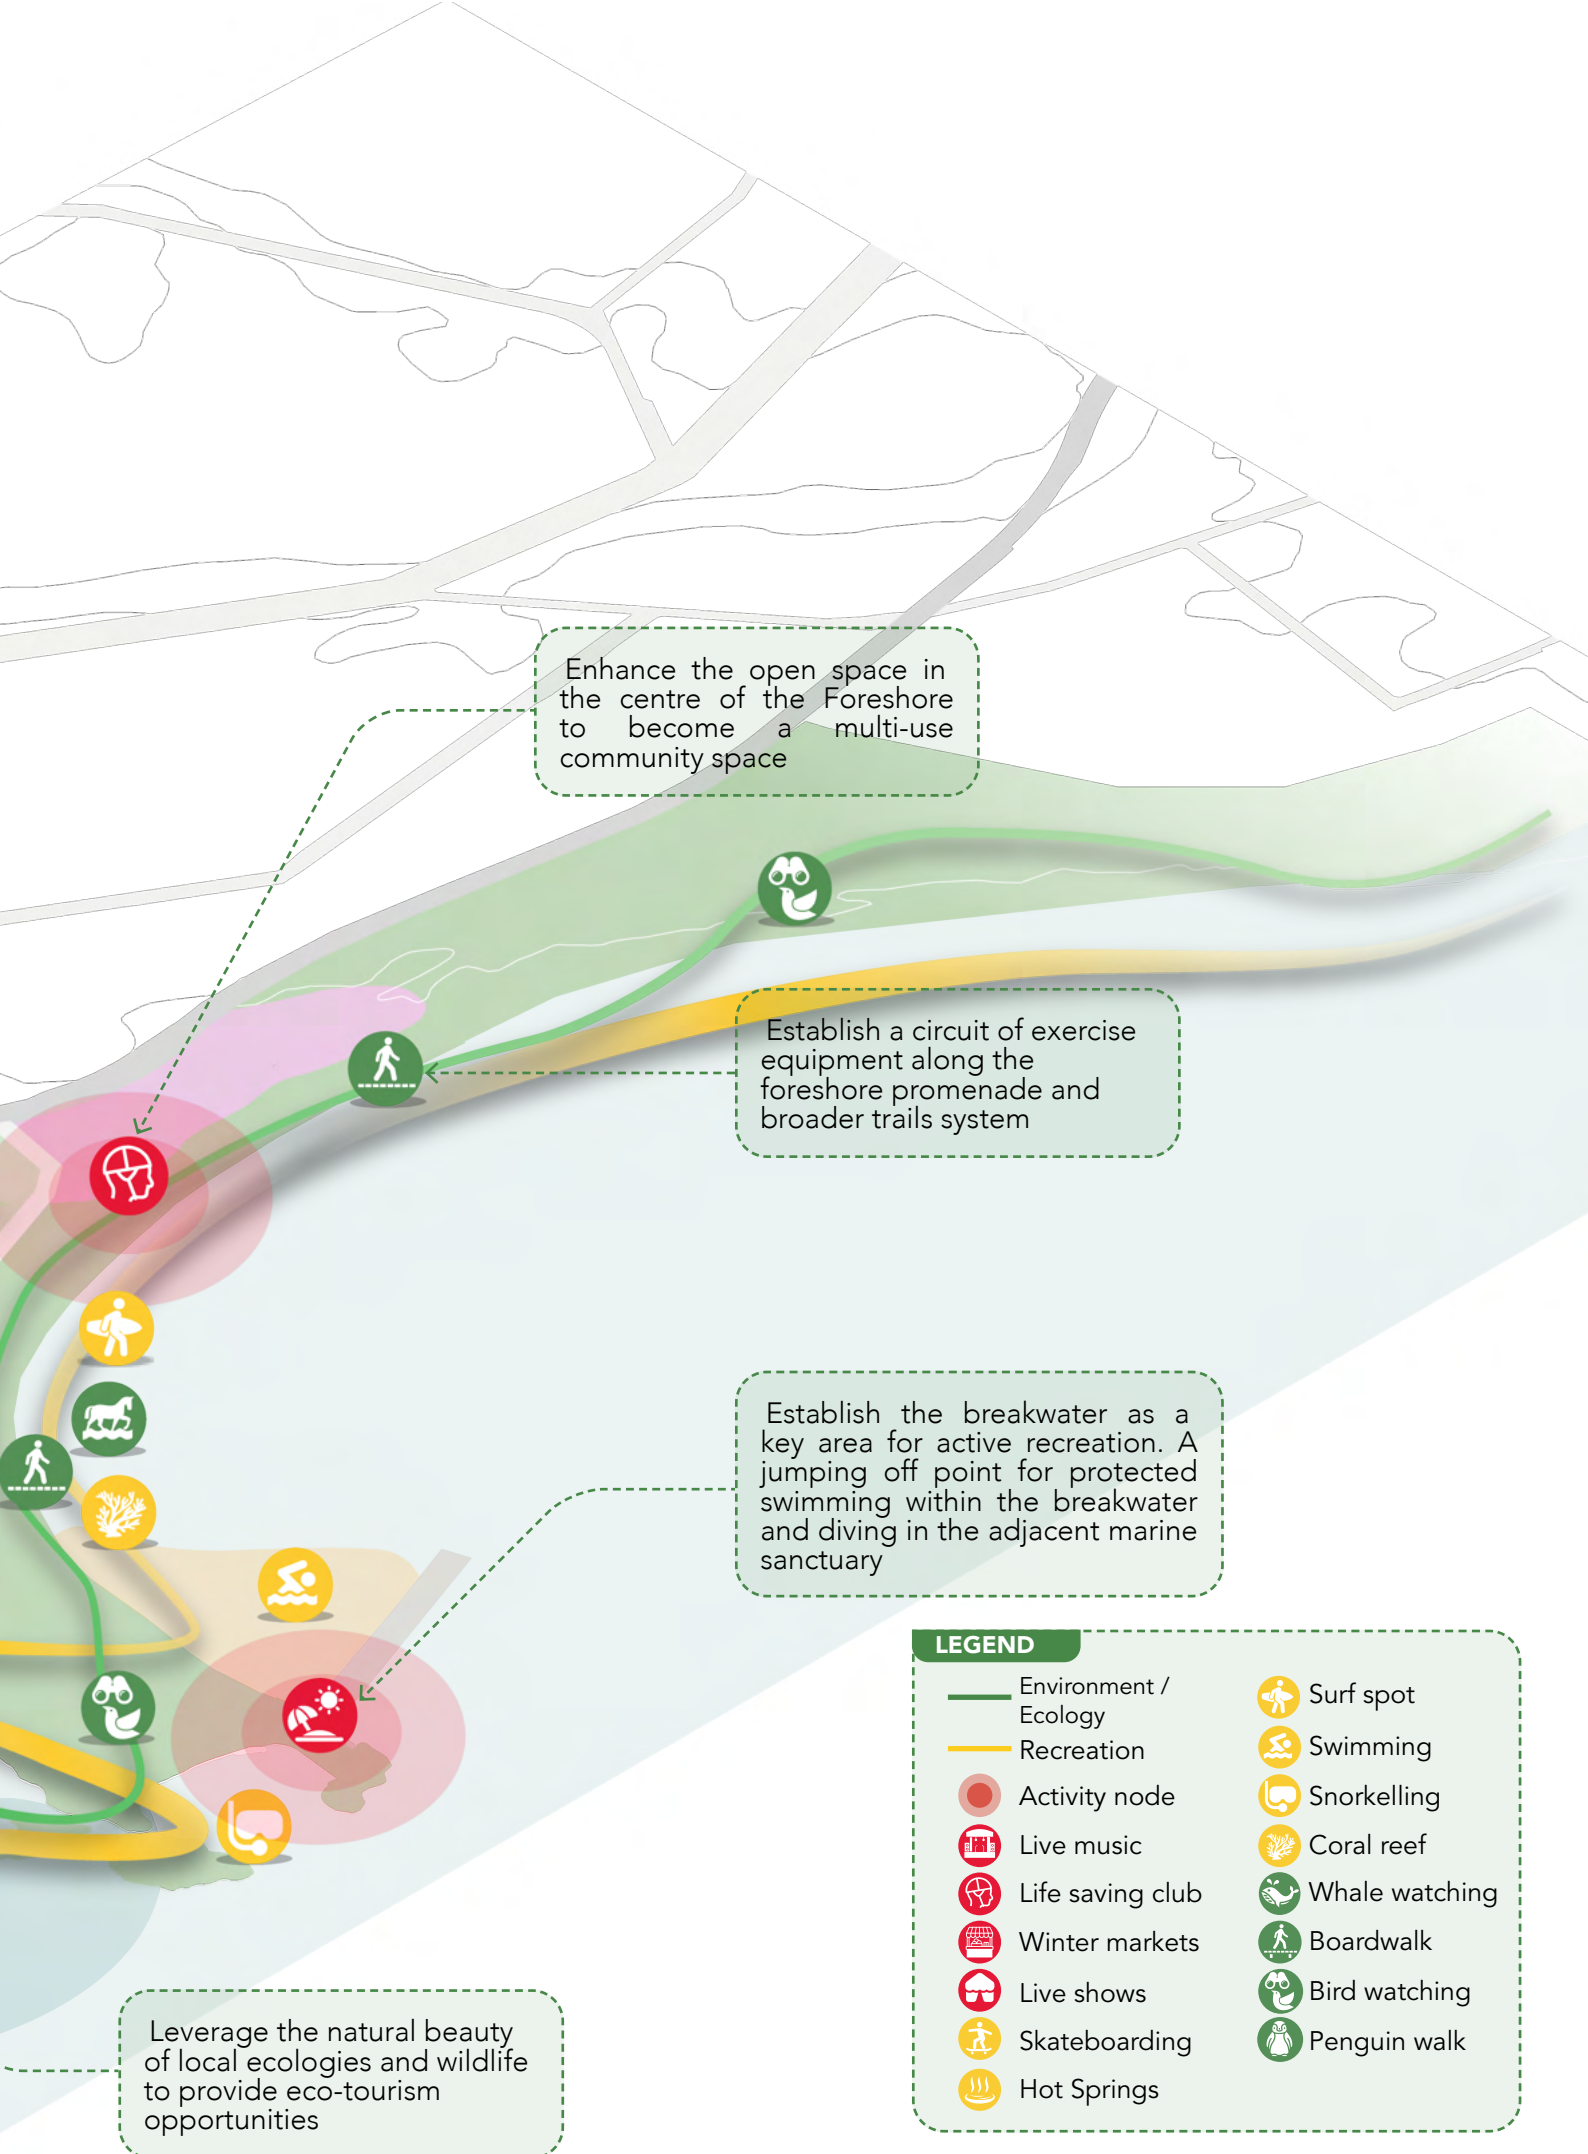 Enhance the open space in
the centre of the Foreshore
to become a multi-use
community space
Establish a circuit of exercise
equipment along the
foreshore promenade and
broader trails system
Establish the breakwater as a
key area for active recreation. A
jumping off point for protected
swimming within the breakwater
and diving in the adjacent marine
sanctuary
Leverage the natural beauty
of local ecologies and wildlife
to provide eco-tourism
opportunities
LEGEND
Environment /
Ecology
Recreation
Activity node
Live music
Life saving club
Winter markets
Live shows
Skateboarding
Hot Springs
Surf spot
Swimming
Snorkelling
Coral reef
Whale watching
Boardwalk
Bird watching
Penguin walk